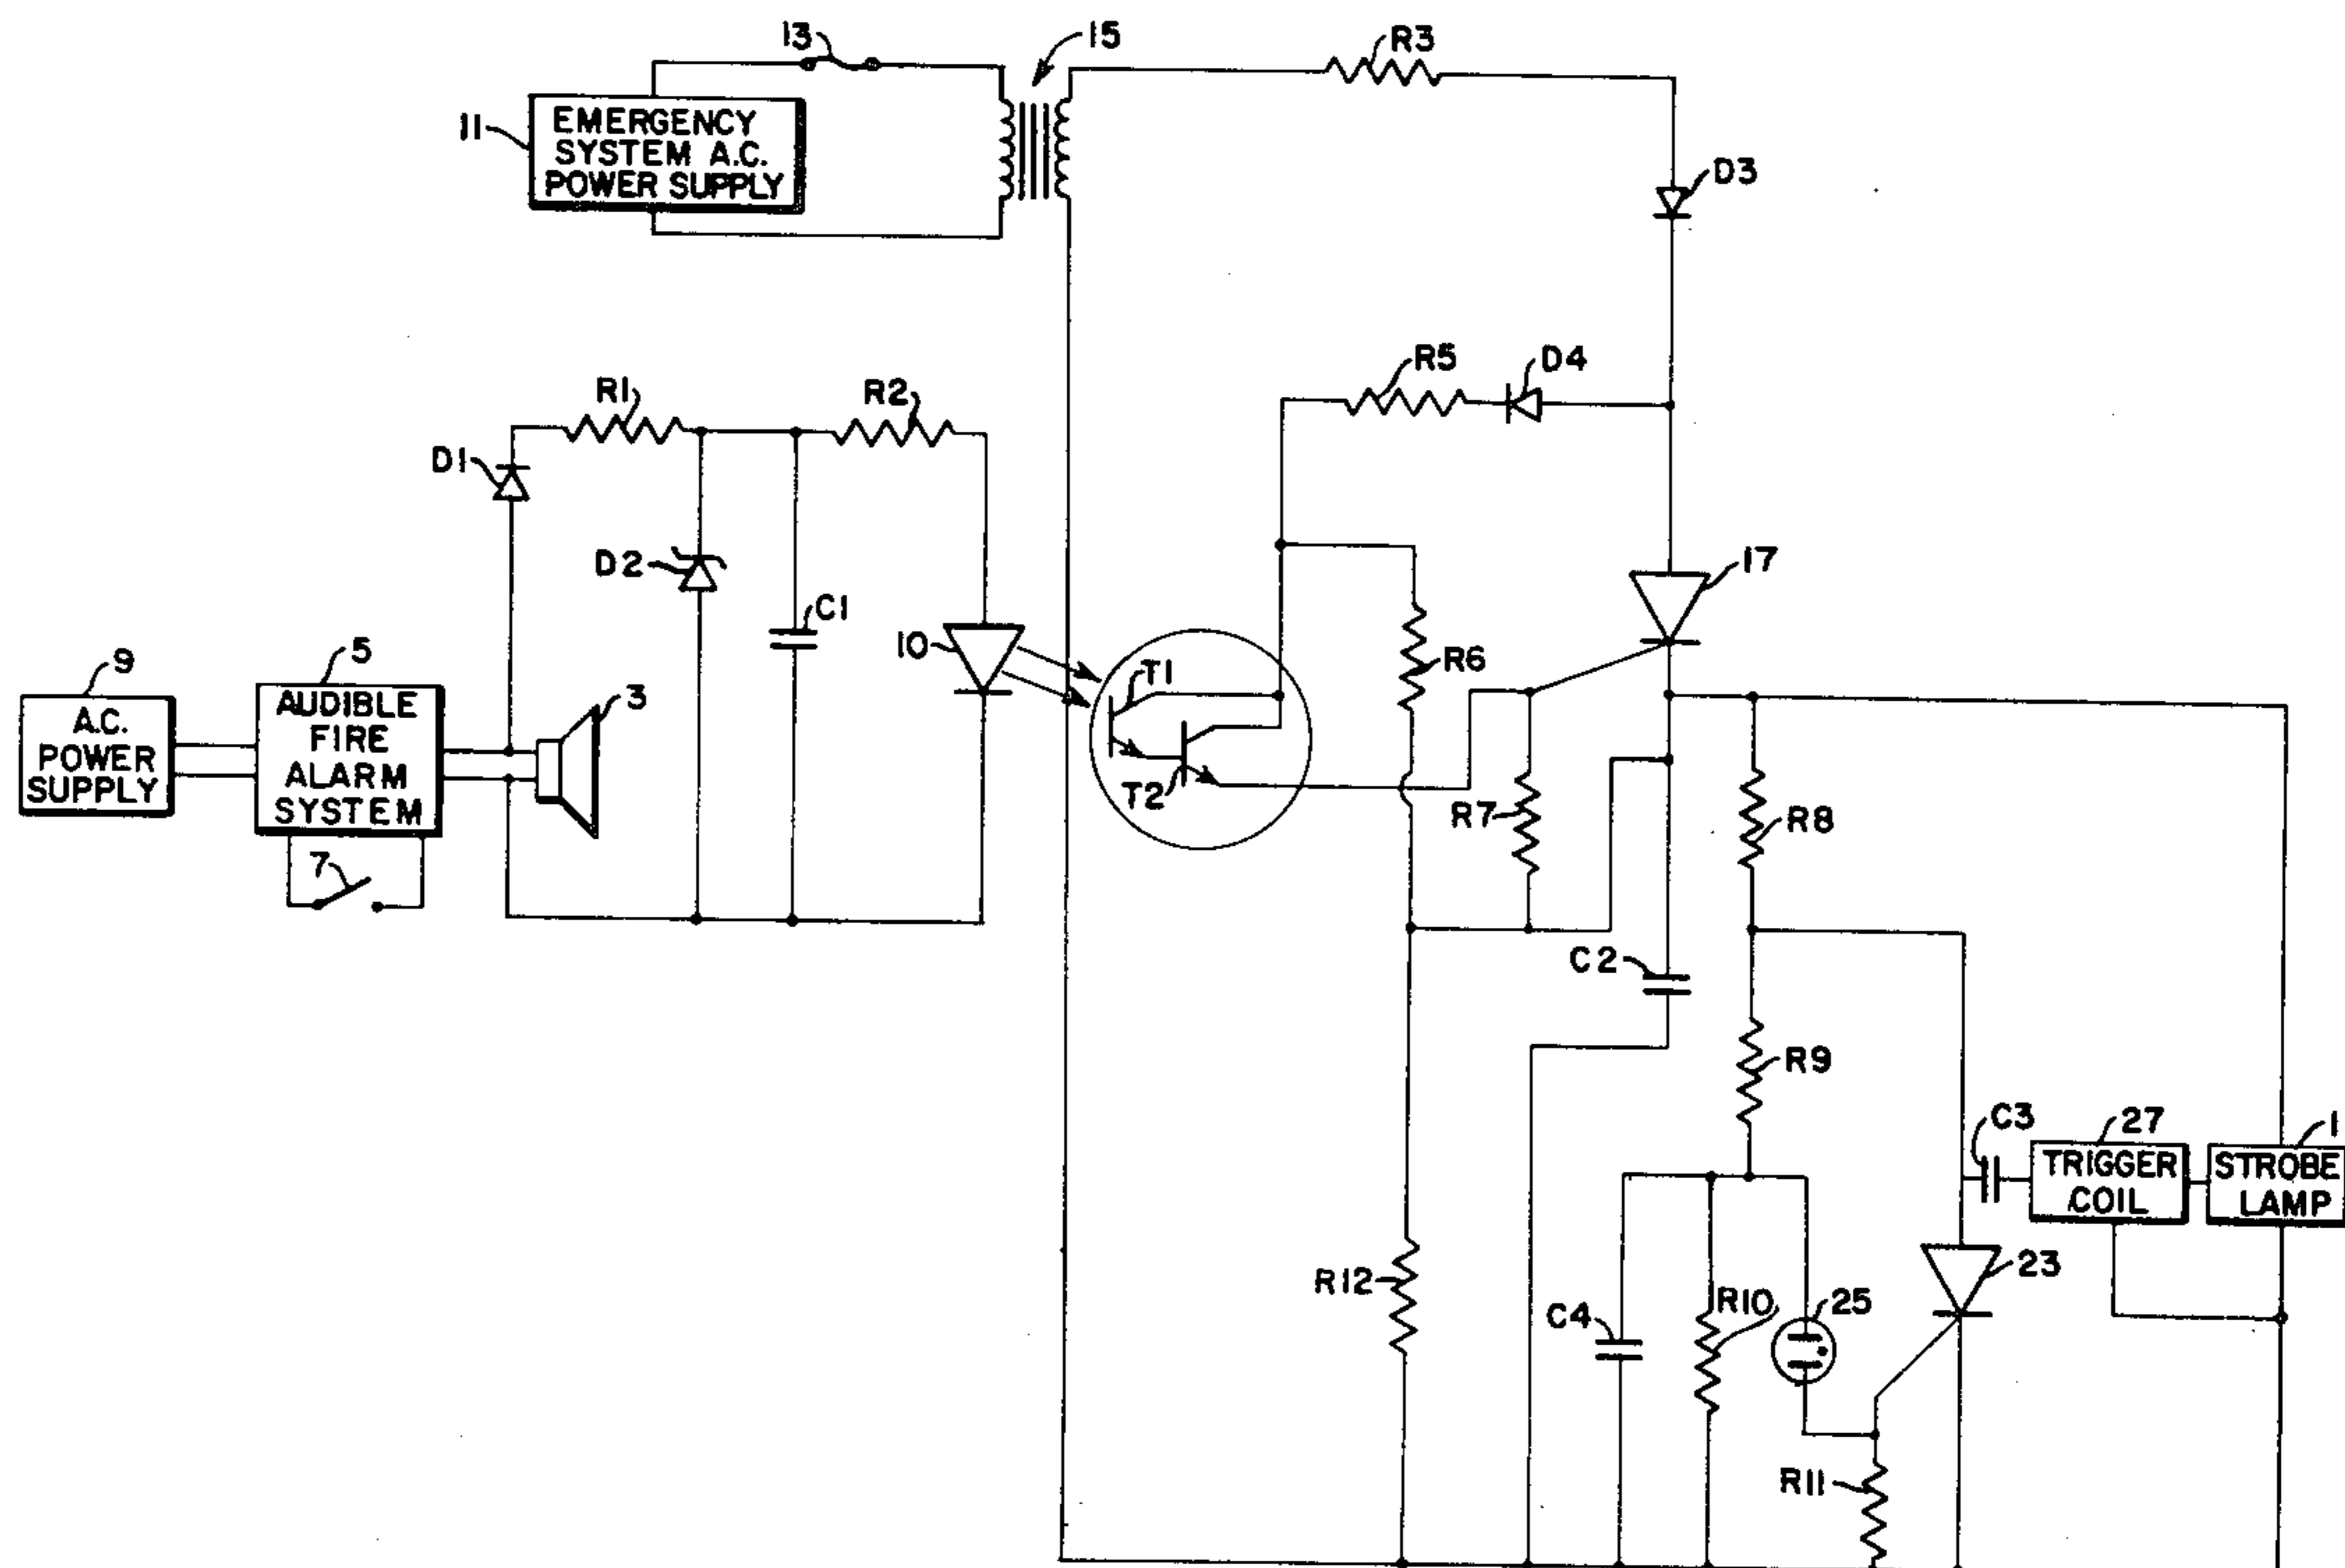 13
15
R3
11
EMERGENCY
SYSTEM A.C.
POWER SUPPLY
D3
R5
D4
R1
R2
D1
D2
C1
17
10
R6
T1
T2
9
A.C.
POWER
SUPPLY
5
AUDIBLE
FIRE
ALARM
SYSTEM
3
7
R7
R8
C2
R9
C3
27
TRIGGER
COIL
1
STROBE
LAMP
R12
C4
R10
25
23
R11